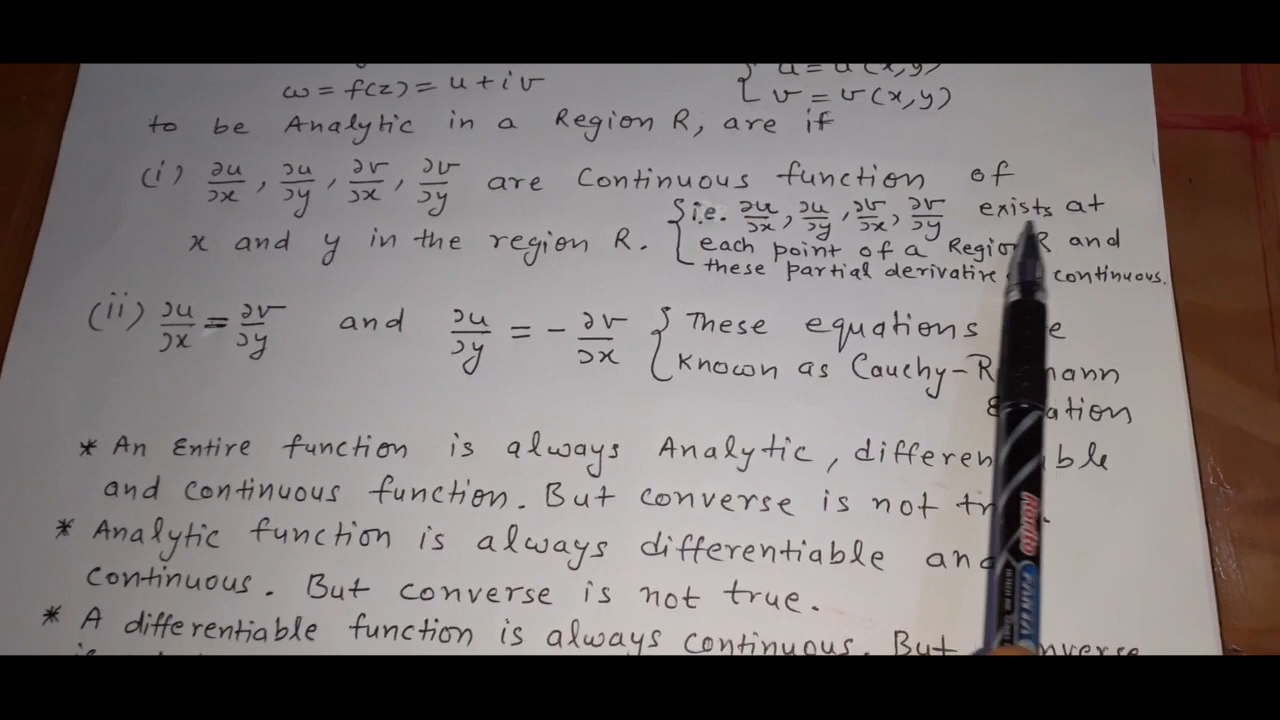 w = f(z) = u + i v { u = u(x,y)
v = v(x,y)
to be Analytic in a Region R, are if
(i) ∂u/∂x , ∂u/∂y , ∂v/∂x , ∂v/∂y are Continuous function of
{ i.e. ∂u/∂x , ∂u/∂y , ∂v/∂x , ∂v/∂y exists at
x and y in the region R. each point of a Region R and
these partial derivative continuous.
(ii) ∂u/∂x = ∂v/∂y and ∂u/∂y = - ∂v/∂x { These equations
Known as Cauchy-
* An Entire function is always Analytic,
and continuous function. But converse is not
* Analytic function is always differentiable
continuous. But converse is not true.
* A differentiable function is always continuous. But